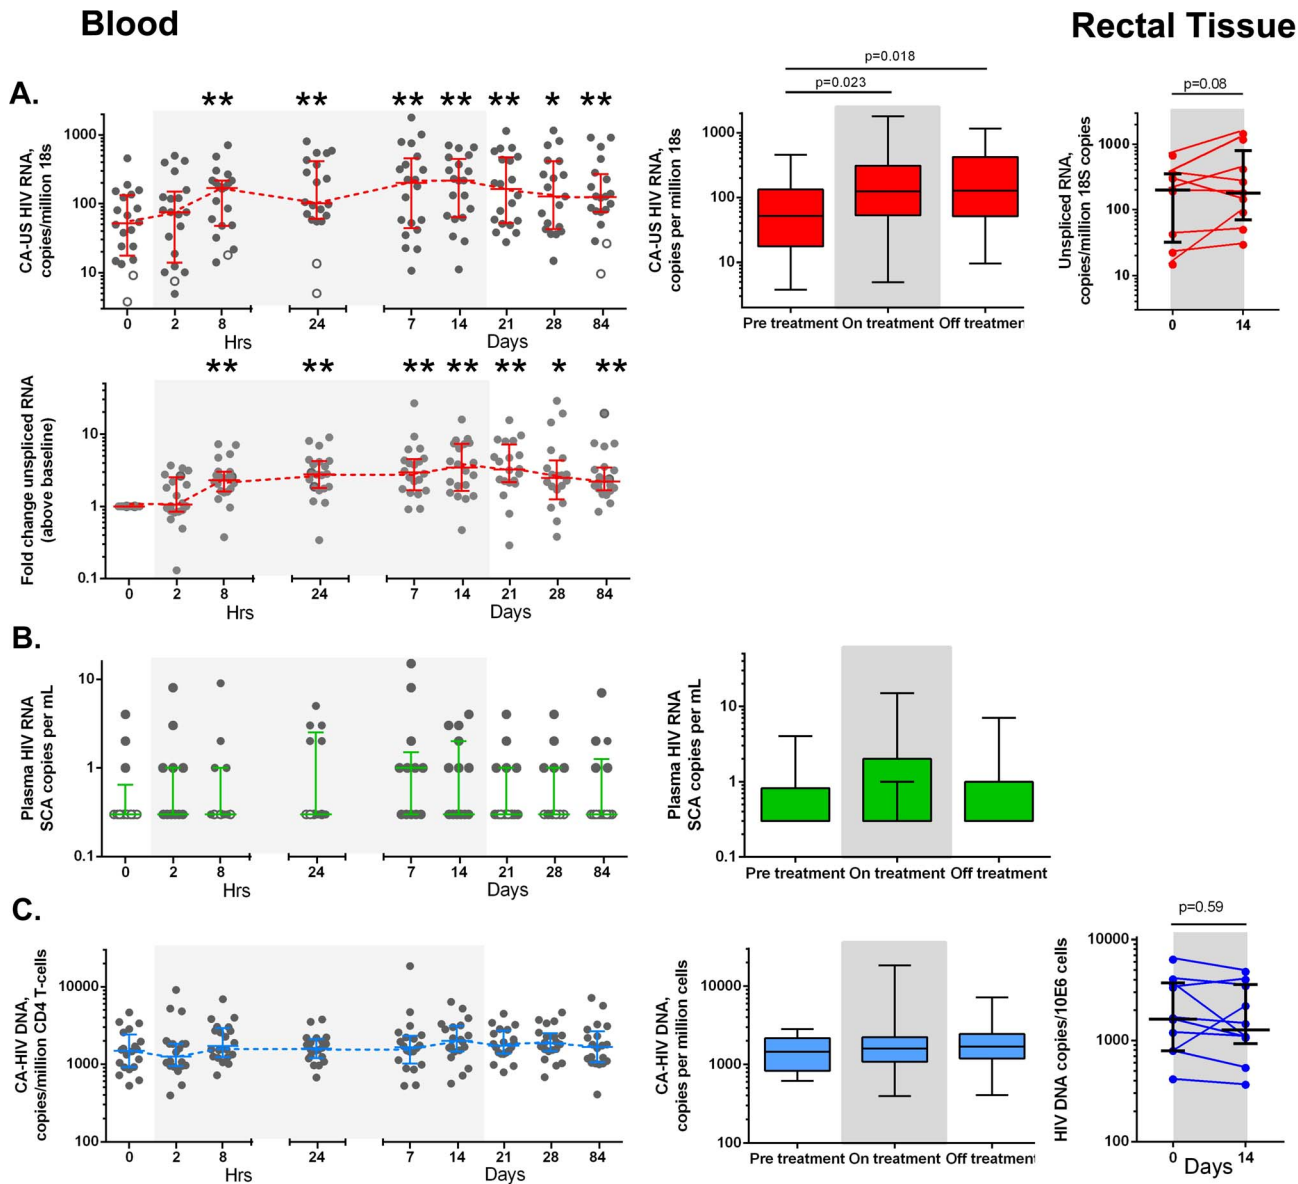 Blood
Rectal Tissue
A.
** ** ** ** ** * **
CA-US HIV RNA,
copies/million 18s
1000
100
10
0 2 8 24 7 14 21 28 84
Hrs Days
p=0.018
p=0.023
CA-US HIV RNA,
copies per million 18s
1000
100
10
Pre treatment On treatment Off treatmen
p=0.08
Unspliced RNA,
copies/million 18S copies
1000
100
10
0 14
** ** ** ** ** * **
Fold change unspliced RNA
(above baseline)
10
1
0.1
0 2 8 24 7 14 21 28 84
Hrs Days
B.
Plasma HIV RNA
SCA copies per mL
10
1
0.1
0 2 8 24 7 14 21 28 84
Hrs Days
Plasma HIV RNA
SCA copies per mL
10
1
0.1
Pre treatment On treatment Off treatment
C.
CA-HIV DNA,
copies/million CD4 T-cells
10000
1000
100
0 2 8 24 7 14 21 28 84
Hrs Days
CA-HIV DNA,
copies per million cells
10000
1000
100
Pre treatment On treatment Off treatment
p=0.59
HIV DNA copies/10E6 cells
10000
1000
100
0 14
Days